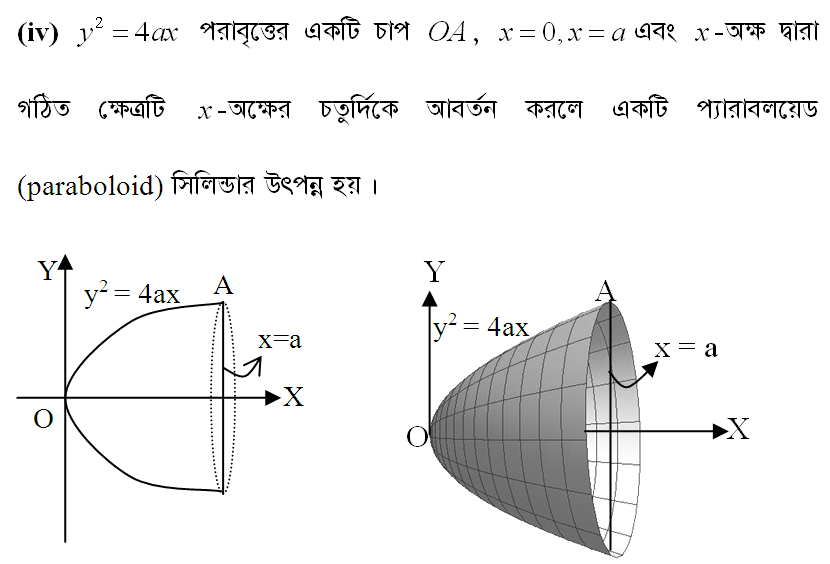 (iv) y² = 4ax পরাবৃত্তের একটি চাপ OA, x = 0, x = a এবং x-অক্ষ দ্বারা
গঠিত ক্ষেত্রটি x-অক্ষের চতুর্দিকে আবর্তন করলে একটি প্যারাবলয়েড
(paraboloid) সিলিন্ডার উৎপন্ন হয়।
Y
y² = 4ax
A
x=a
X
O
Y
y² = 4ax
A
x = a
X
O